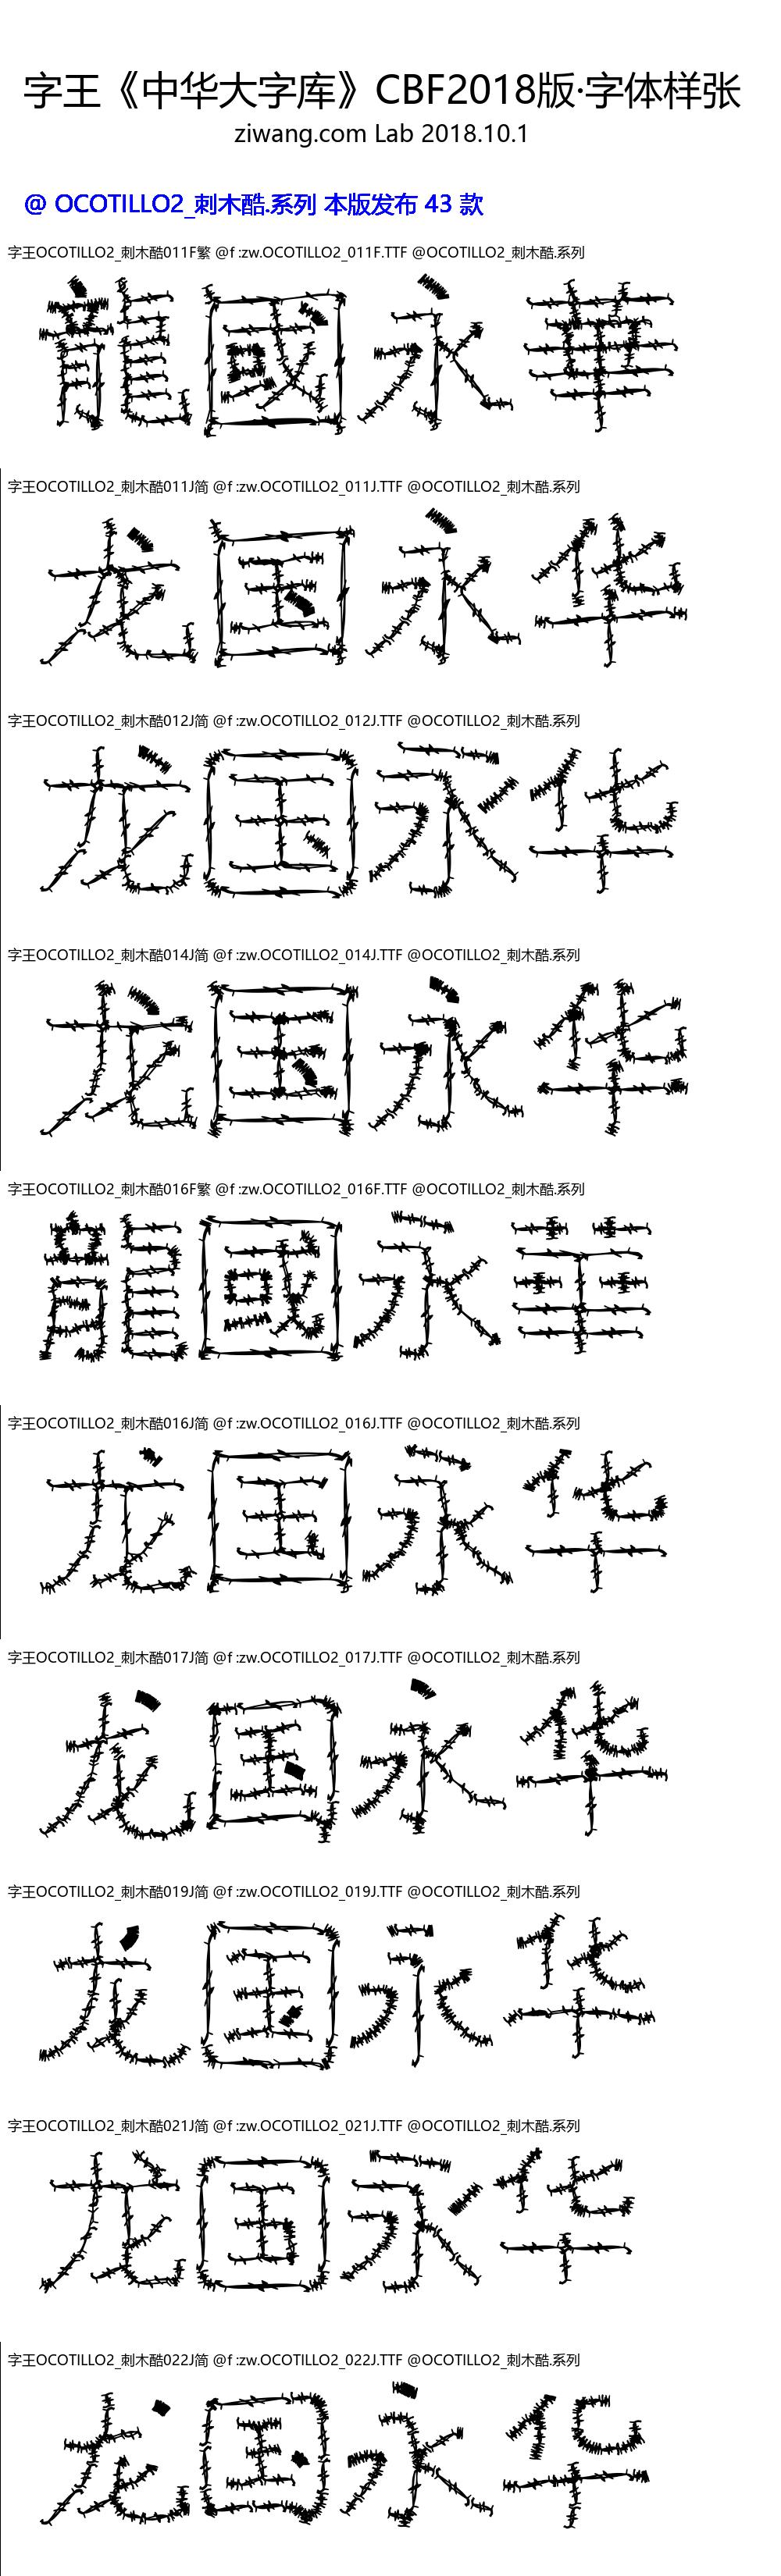 字王《中华大字库》CBF2018版·字体样张
ziwang.com Lab 2018.10.1
@ OCOTILLO2_刺木酷.系列 本版发布 43 款
字王OCOTILLO2_刺木酷011F繁 @f :zw.OCOTILLO2_011F.TTF @OCOTILLO2_刺木酷.系列
龍國永華
字王OCOTILLO2_刺木酷011J简 @f :zw.OCOTILLO2_011J.TTF @OCOTILLO2_刺木酷.系列
龙国永华
字王OCOTILLO2_刺木酷012J简 @f :zw.OCOTILLO2_012J.TTF @OCOTILLO2_刺木酷.系列
龙国永华
字王OCOTILLO2_刺木酷014J简 @f :zw.OCOTILLO2_014J.TTF @OCOTILLO2_刺木酷.系列
龙国永华
字王OCOTILLO2_刺木酷016F繁 @f :zw.OCOTILLO2_016F.TTF @OCOTILLO2_刺木酷.系列
龍國永華
字王OCOTILLO2_刺木酷016J简 @f :zw.OCOTILLO2_016J.TTF @OCOTILLO2_刺木酷.系列
龙国永华
字王OCOTILLO2_刺木酷017J简 @f :zw.OCOTILLO2_017J.TTF @OCOTILLO2_刺木酷.系列
龙国永华
字王OCOTILLO2_刺木酷019J简 @f :zw.OCOTILLO2_019J.TTF @OCOTILLO2_刺木酷.系列
龙国永华
字王OCOTILLO2_刺木酷021J简 @f :zw.OCOTILLO2_021J.TTF @OCOTILLO2_刺木酷.系列
龙国永华
字王OCOTILLO2_刺木酷022J简 @f :zw.OCOTILLO2_022J.TTF @OCOTILLO2_刺木酷.系列
龙国永华